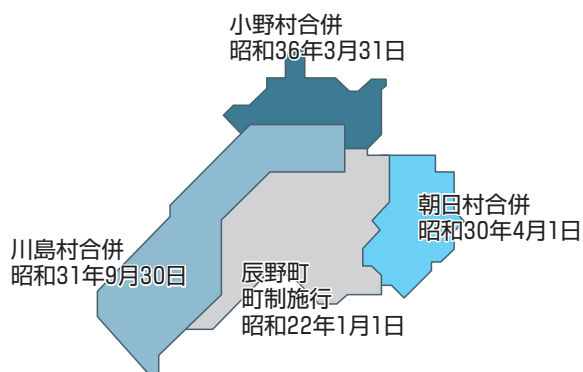 小野村合併
昭和36年3月31日
朝日村合併
昭和30年4月1日
川島村合併
昭和31年9月30日
辰野町
町制施行
昭和22年1月1日